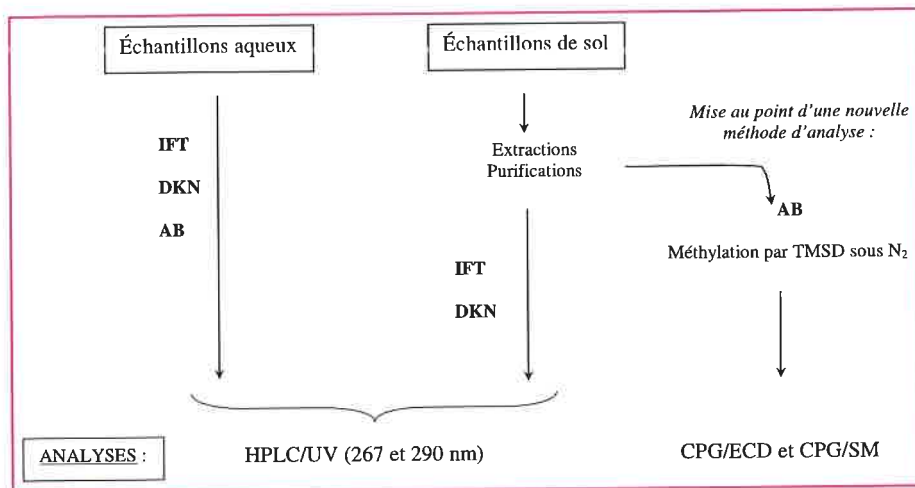 Échantillons aqueux
Échantillons de sol
Mise au point d'une nouvelle
méthode d'analyse :
IFT
DKN
AB
Extractions
Purifications
AB
Méthylation par TMSD sous N₂
IFT
DKN
ANALYSES :
HPLC/UV (267 et 290 nm)
CPG/ECD et CPG/SM